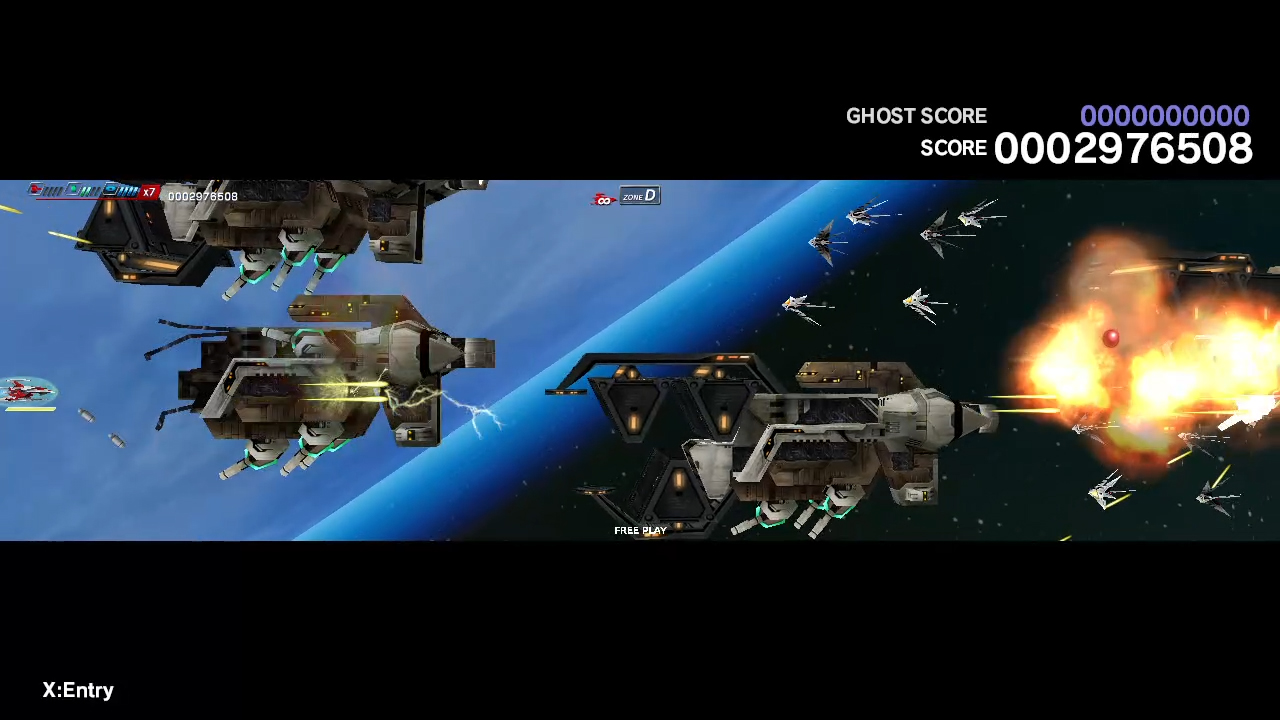 GHOST SCORE 0000000000
SCORE 0002976508
x7 0002976508
∞ ZONE D
FREE PLAY
X:Entry